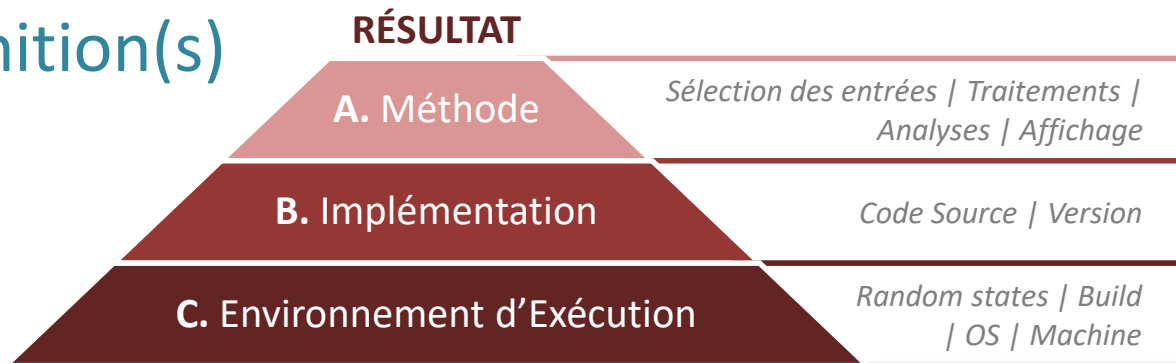 nition(s)
RÉSULTAT
A. Méthode
Sélection des entrées | Traitements |
Analyses | Affichage
B. Implémentation
Code Source | Version
C. Environnement d’Exécution
Random states | Build
| OS | Machine